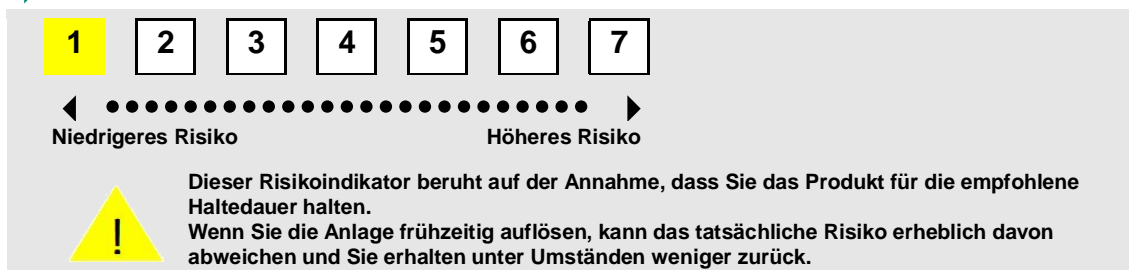 1 2 3 4 5 6 7
Niedrigeres Risiko Höheres Risiko
Dieser Risikoindikator beruht auf der Annahme, dass Sie das Produkt für die empfohlene
Haltedauer halten.
! Wenn Sie die Anlage frühzeitig auflösen, kann das tatsächliche Risiko erheblich davon
abweichen und Sie erhalten unter Umständen weniger zurück.